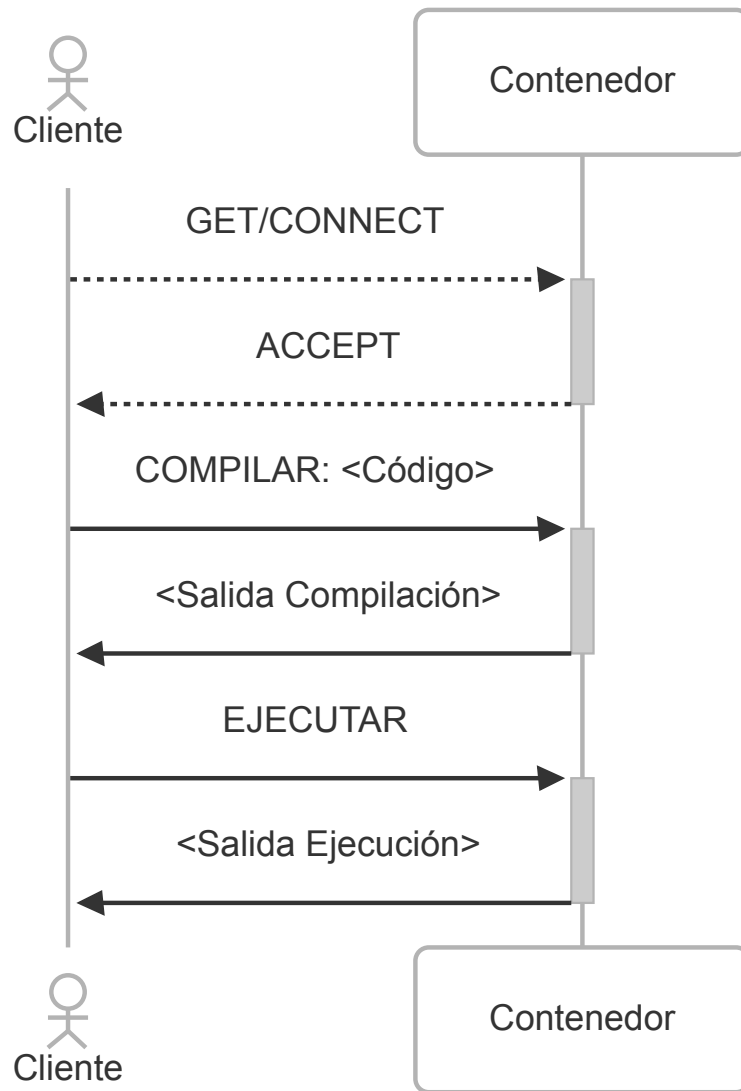 Cliente
Contenedor
GET/CONNECT
ACCEPT
COMPILAR: <Código>
<Salida Compilación>
EJECUTAR
<Salida Ejecución>
Cliente
Contenedor